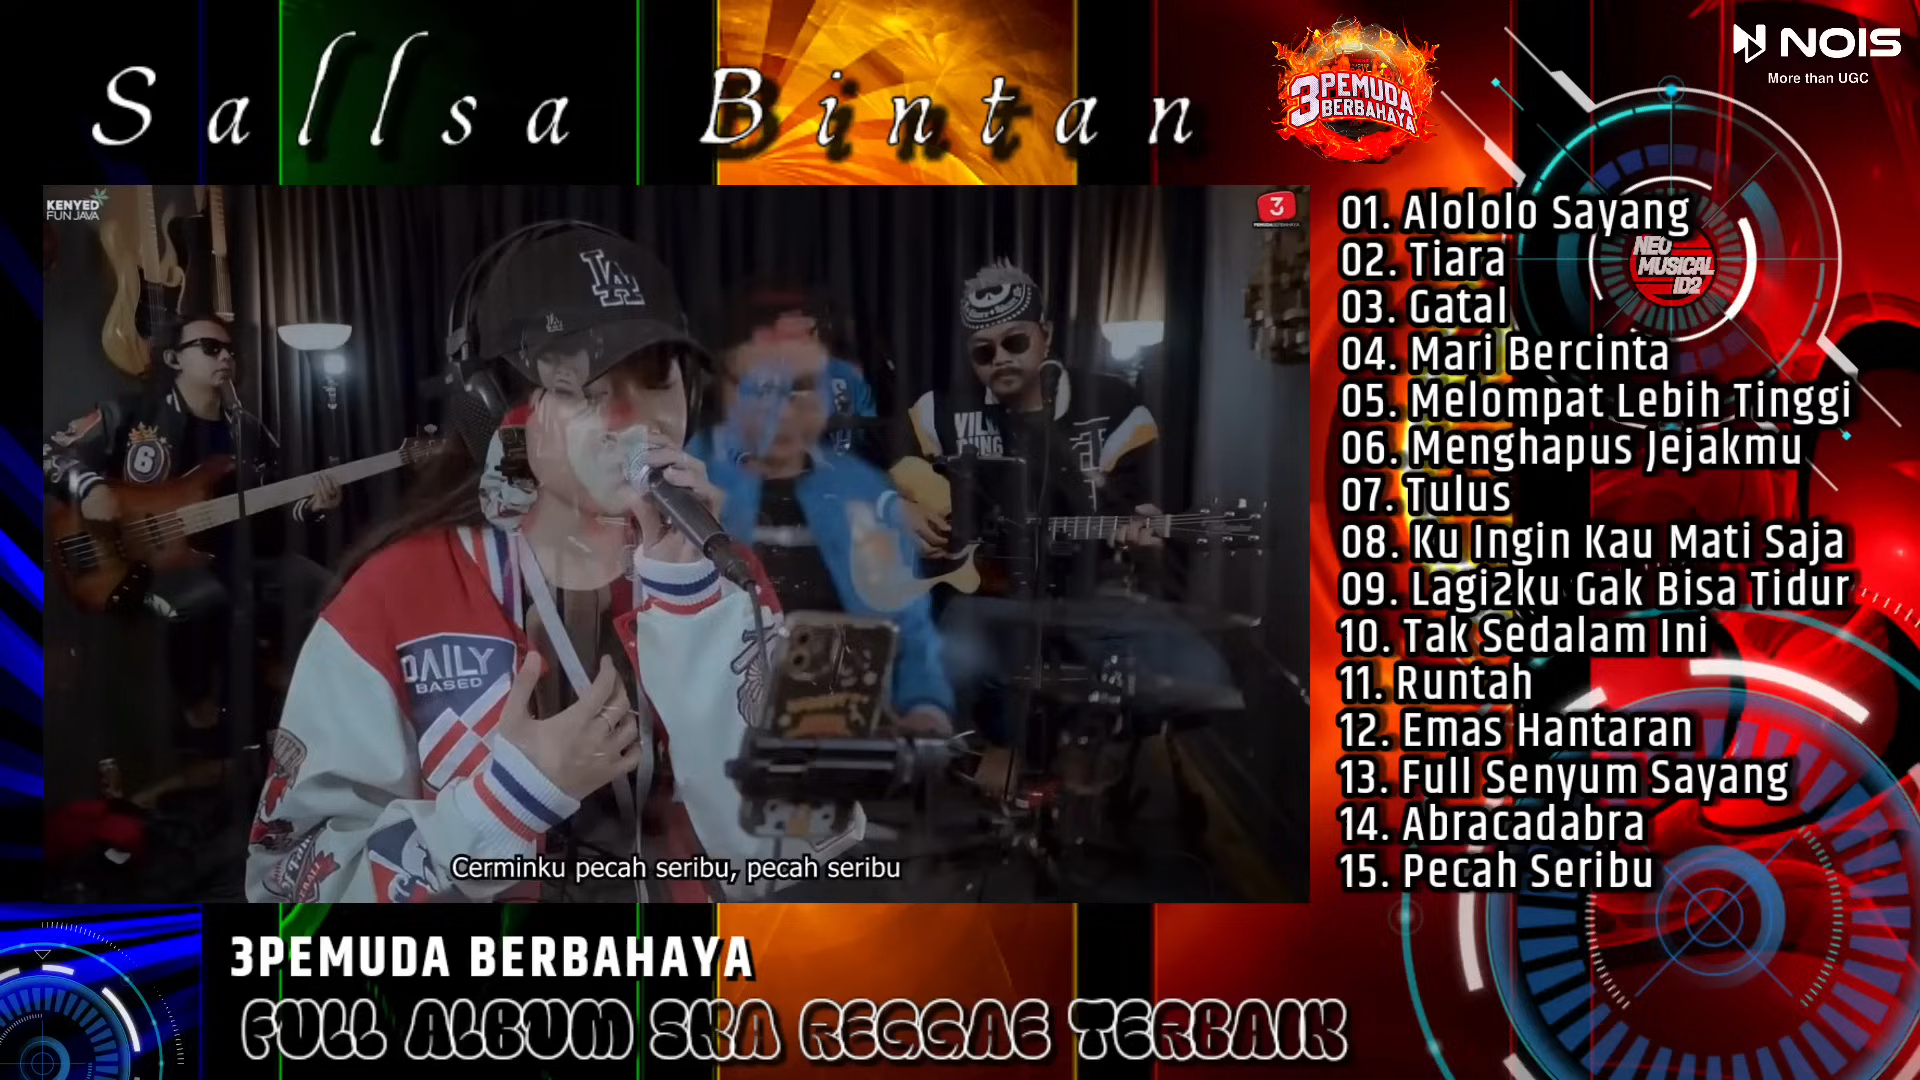 Sallsa Bintan
3PEMUDA
BERBAHAYA
NOIS
More than UGC
KENYED
FUN JAVA
3
LA
6
DAILY
BASED
Cerminku pecah seribu, pecah seribu
01. Alololo Sayang
02. Tiara
03. Gatal
04. Mari Bercinta
05. Melompat Lebih Tinggi
06. Menghapus Jejakmu
07. Tulus
08. Ku Ingin Kau Mati Saja
09. Lagi2ku Gak Bisa Tidur
10. Tak Sedalam Ini
11. Runtah
12. Emas Hantaran
13. Full Senyum Sayang
14. Abracadabra
15. Pecah Seribu
NEO
MUSICAL
ID2
3PEMUDA BERBAHAYA
FULL ALBUM SKA REGGAE TERBAIK